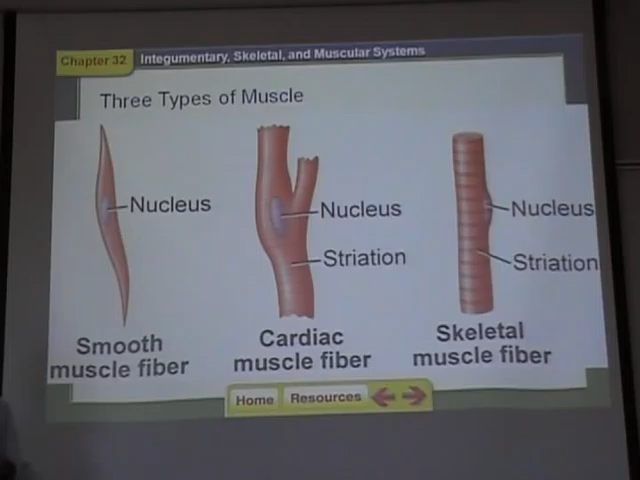 Chapter 32
Integumentary, Skeletal, and Muscular Systems
Three Types of Muscle
Nucleus
Nucleus
Nucleus
Striation
Striation
Smooth
muscle fiber
Cardiac
muscle fiber
Skeletal
muscle fiber
Home
Resources